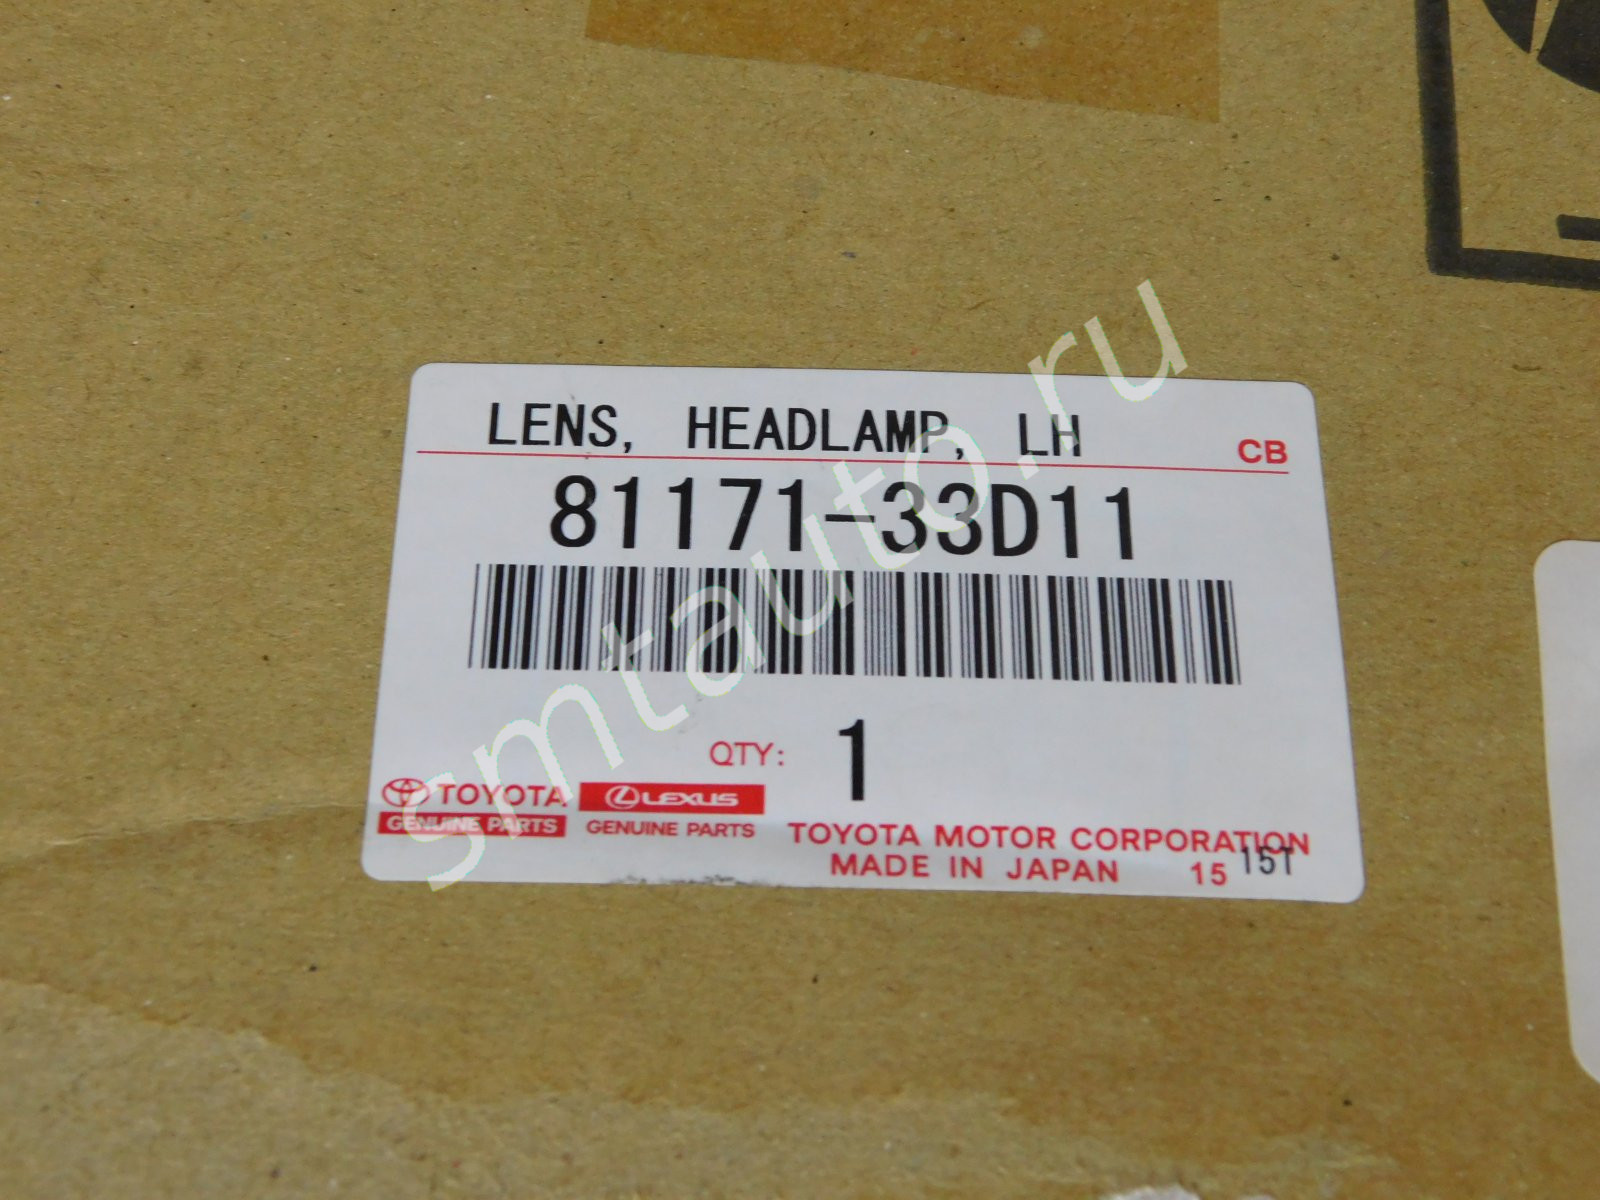 LENS, HEADLAMP, LH
CB
81171-33D11
QTY: 1
TOYOTA
GENUINE PARTS
LEXUS
GENUINE PARTS
TOYOTA MOTOR CORPORATION
MADE IN JAPAN 15 15T
smtauto.ru